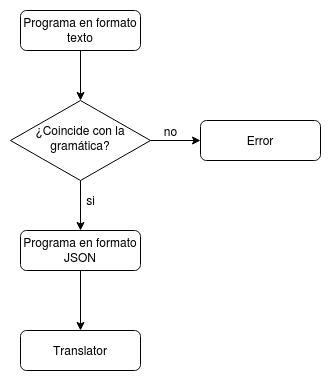 Programa en formato
texto
¿Coincide con la
gramática?
no
Error
si
Programa en formato
JSON
Translator